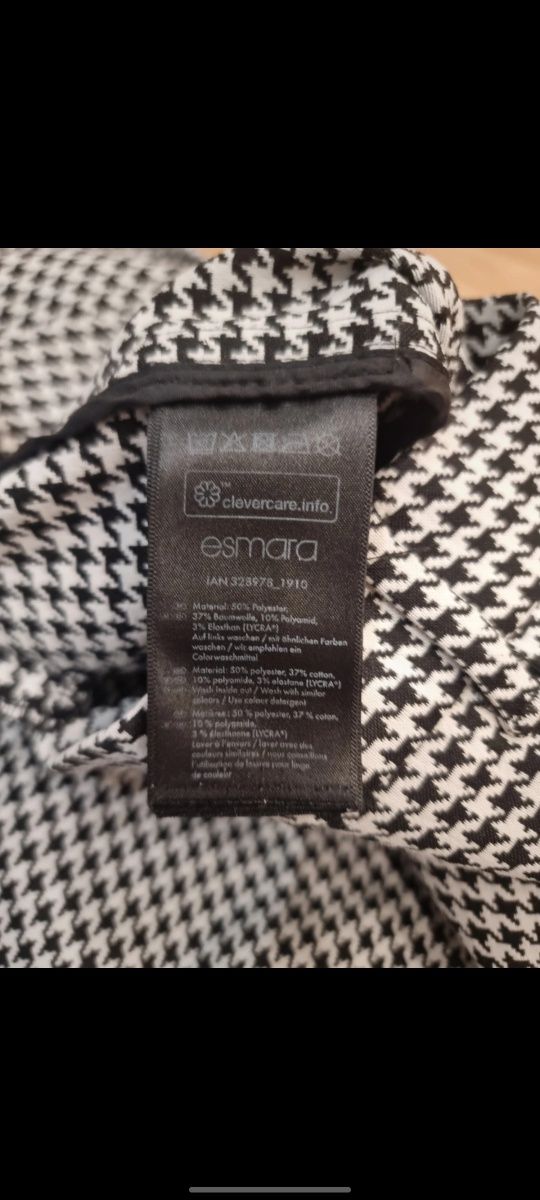 ™
clevercare.info
esmara
IAN 328978_1910
Material: 50% Polyester,
37% Baumwolle, 10% Polyamid,
3% Elasthan (LYCRA®)
Auf links waschen / mit ähnlichen Farben
waschen / wir empfehlen ein
Colorwaschmittel
Material: 50% polyester, 37% cotton,
10% polyamide, 3% elastane (LYCRA®)
Wash inside out / Wash with similar
colours / Use colour detergent
Matières: 50 % polyester, 37 % coton,
10 % polyamide,
3 % élasthanne (LYCRA®)
Laver à l'envers / laver avec des
couleurs similaires / nous conseillons
l'utilisation de lessive pour linge
de couleur